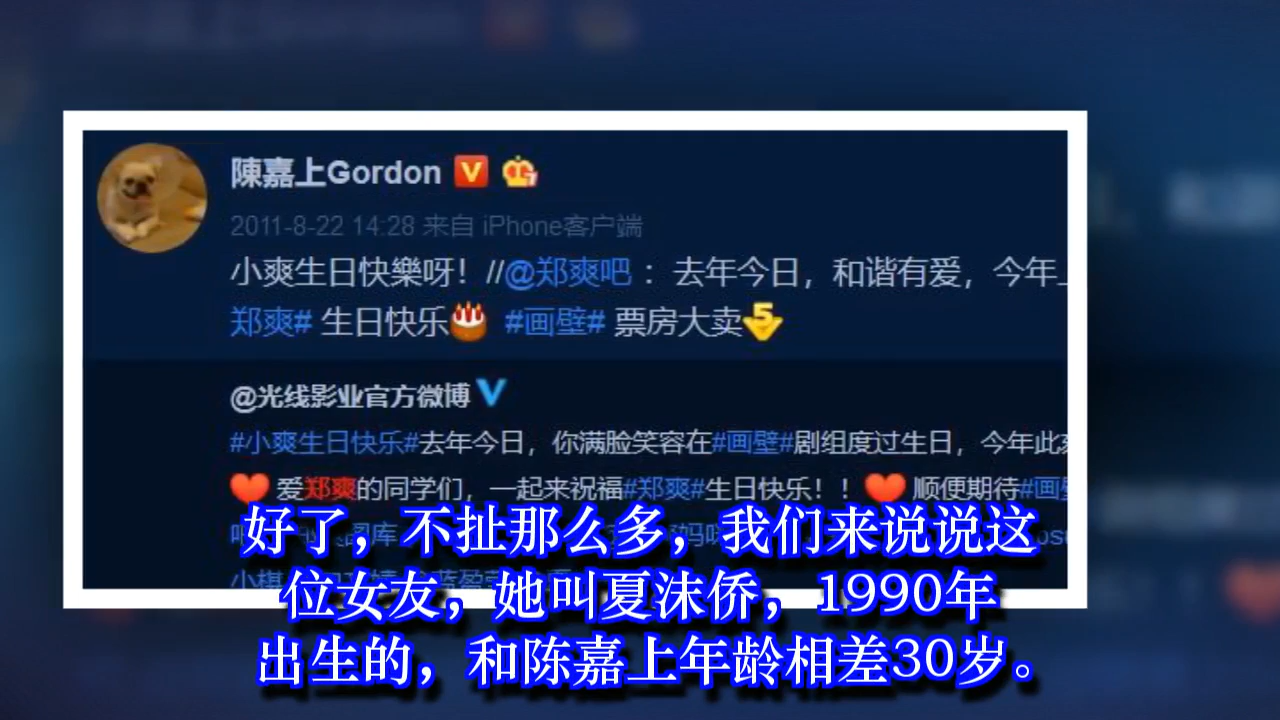 陳嘉上Gordon
2011-8-22 14:28 来自 iPhone客户端
小爽生日快樂呀！//@郑爽吧：去年今日，和谐有爱，今年
郑爽# 生日快乐 #画壁# 票房大卖
@光线影业官方微博
#小爽生日快乐#去年今日，你满脸笑容在#画壁#剧组度过生日，今年此
爱郑爽的同学们，一起来祝福#郑爽#生日快乐！！ 顺便期待#画
好了，不扯那么多，我们来说说这
位女友，她叫夏沫侨，1990年
出生的，和陈嘉上年龄相差30岁。